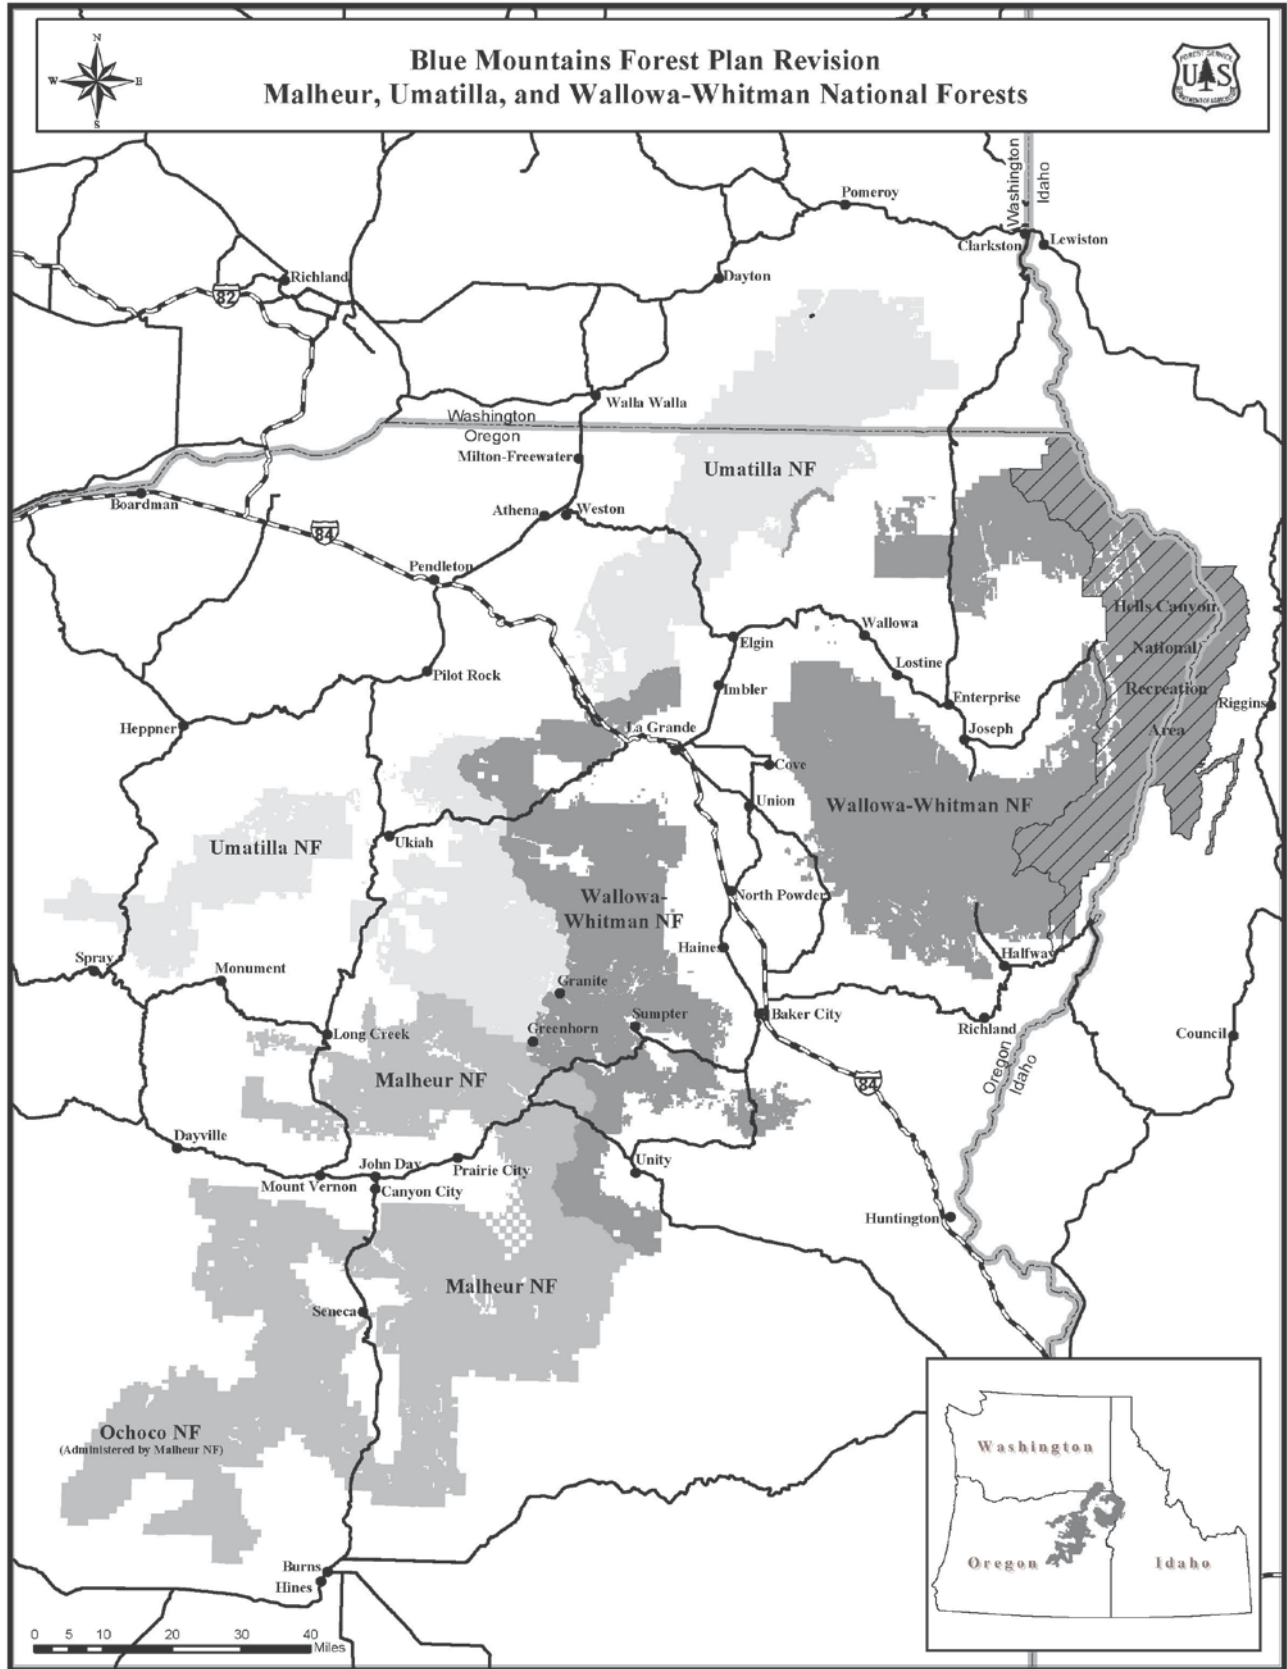 Blue Mountains Forest Plan Revision
Malheur, Umatilla, and Wallowa-Whitman National Forests
N
W
E
S
FOREST SERVICE
U S
DEPARTMENT OF AGRICULTURE
Washington
Idaho
Pomeroy
Clarkston
Lewiston
Richland
82
Dayton
Walla Walla
Washington
Oregon
Milton-Freewater
Umatilla NF
Boardman
Athena
Weston
84
Pendleton
Hells Canyon
National
Recreation
Area
Elgin
Wallowa
Lostine
Pilot Rock
Imbler
Enterprise
Riggins
Heppner
La Grande
Joseph
Cove
Union
Wallowa-Whitman NF
Umatilla NF
Ukiah
Wallowa-
Whitman NF
North Powder
Haines
Halfway
Spray
Monument
Granite
Sumpter
Baker City
Richland
Long Creek
Greenhorn
Council
Oregon
Idaho
Malheur NF
84
Dayville
John Day
Prairie City
Unity
Mount Vernon
Canyon City
Huntington
Malheur NF
Seneca
Ochoco NF
(Administered by Malheur NF)
Washington
Oregon
Idaho
Burns
Hines
0 5 10 20 30 40
Miles